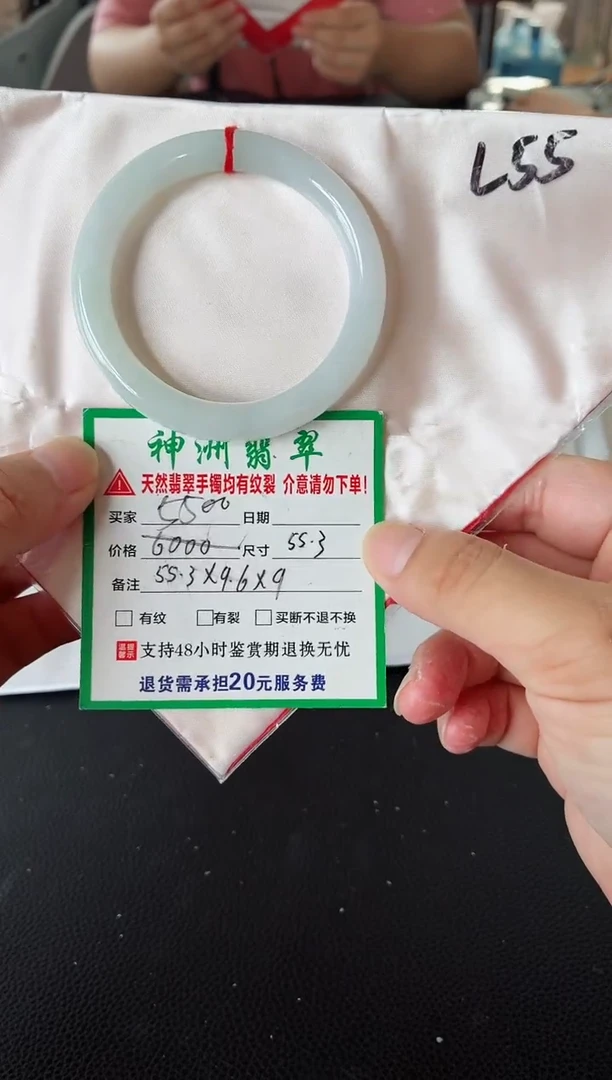 L55
神洲翡翠
天然翡翠手镯均有纹裂 介意请勿下单!
买家 5500 日期
价格 6000 尺寸 55.3
备注 55.3X9.6X9
有纹 有裂 买断不退不换
温馨提示 支持48小时鉴赏期退换无忧
退货需承担20元服务费